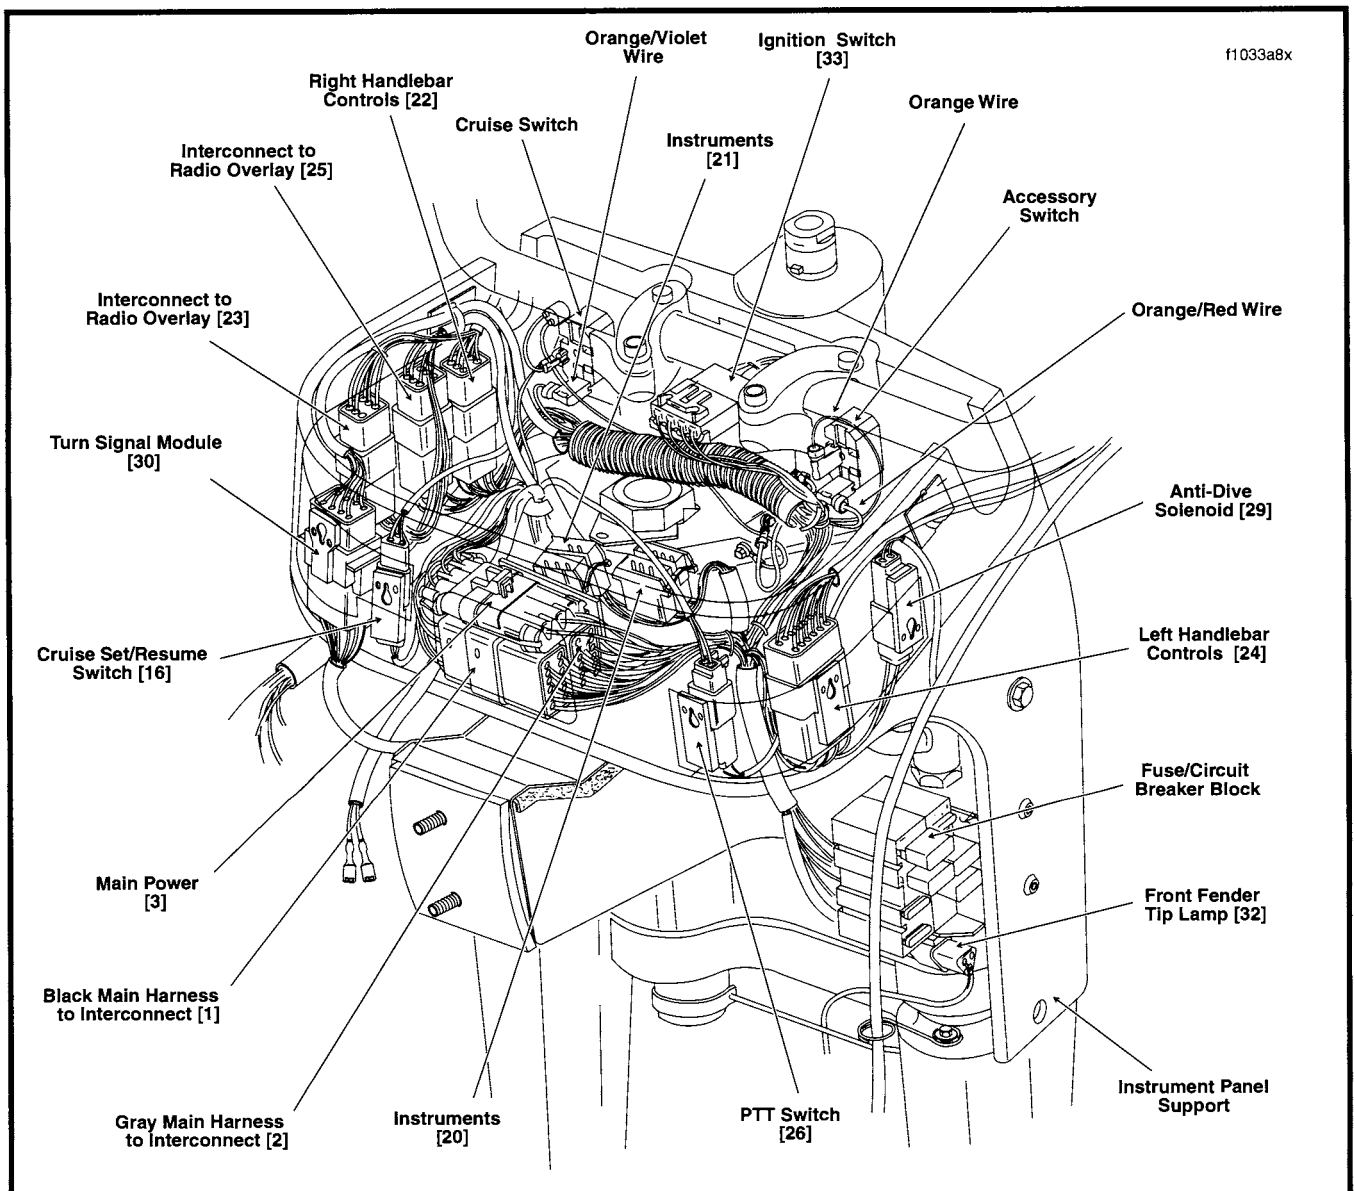 f1033a8x
Orange/Violet
Wire
Ignition Switch
[33]
Right Handlebar
Controls [22]
Cruise Switch
Orange Wire
Instruments
[21]
Interconnect to
Radio Overlay [25]
Accessory
Switch
Interconnect to
Radio Overlay [23]
Orange/Red Wire
Turn Signal Module
[30]
Anti-Dive
Solenoid [29]
Cruise Set/Resume
Switch [16]
Left Handlebar
Controls [24]
Fuse/Circuit
Breaker Block
Main Power
[3]
Front Fender
Tip Lamp [32]
Black Main Harness
to Interconnect [1]
Gray Main Harness
to Interconnect [2]
Instruments
[20]
PTT Switch
[26]
Instrument Panel
Support